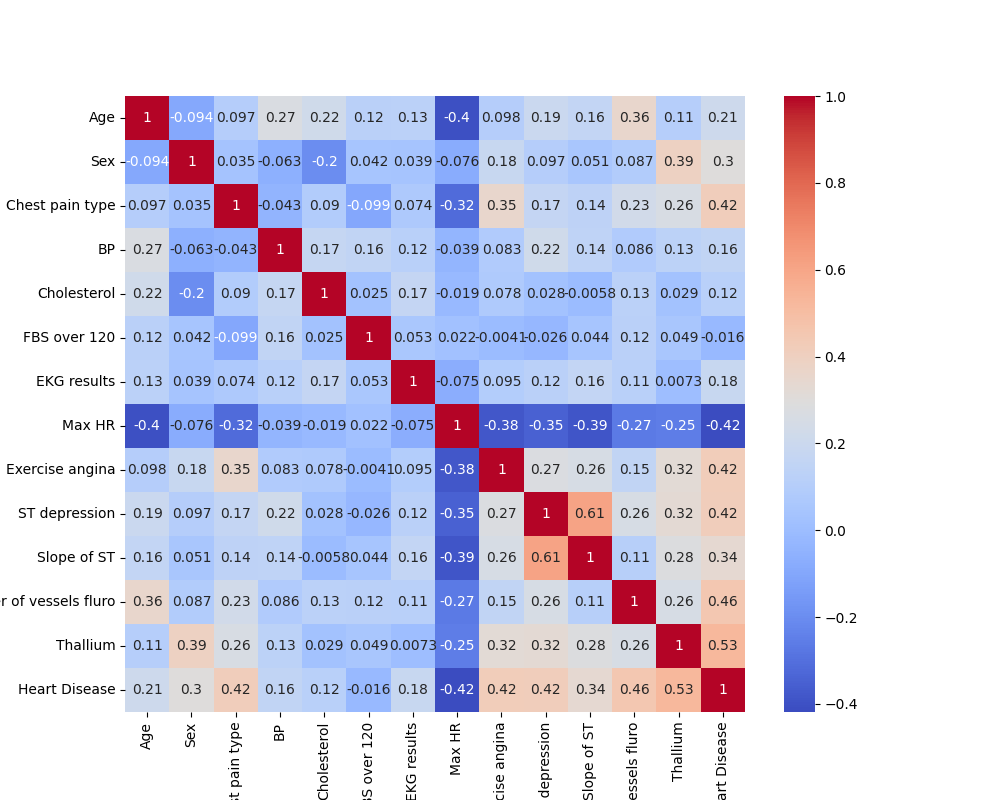 Age 1 -0.094 0.097 0.27 0.22 0.12 0.13 -0.4 0.098 0.19 0.16 0.36 0.11 0.21 1.0
Sex -0.094 1 0.035 -0.063 -0.2 0.042 0.039 -0.076 0.18 0.097 0.051 0.087 0.39 0.3 0.8
Chest pain type 0.097 0.035 1 -0.043 0.09 -0.099 0.074 -0.32 0.35 0.17 0.14 0.23 0.26 0.42
BP 0.27 -0.063 -0.043 1 0.17 0.16 0.12 -0.039 0.083 0.22 0.14 0.086 0.13 0.16 0.6
Cholesterol 0.22 -0.2 0.09 0.17 1 0.025 0.17 -0.019 0.078 0.028 -0.0058 0.13 0.029 0.12
FBS over 120 0.12 0.042 -0.099 0.16 0.025 1 0.053 0.022 -0.0041 -0.026 0.044 0.12 0.049 -0.016 0.4
EKG results 0.13 0.039 0.074 0.12 0.17 0.053 1 -0.075 0.095 0.12 0.16 0.11 0.0073 0.18
Max HR -0.4 -0.076 -0.32 -0.039 -0.019 0.022 -0.075 1 -0.38 -0.35 -0.39 -0.27 -0.25 -0.42 0.2
Exercise angina 0.098 0.18 0.35 0.083 0.078 -0.0041 0.095 -0.38 1 0.27 0.26 0.15 0.32 0.42
ST depression 0.19 0.097 0.17 0.22 0.028 -0.026 0.12 -0.35 0.27 1 0.61 0.26 0.32 0.42 0.0
Slope of ST 0.16 0.051 0.14 0.14 -0.0058 0.044 0.16 -0.39 0.26 0.61 1 0.11 0.28 0.34
r of vessels fluro 0.36 0.087 0.23 0.086 0.13 0.12 0.11 -0.27 0.15 0.26 0.11 1 0.26 0.46 −0.2
Thallium 0.11 0.39 0.26 0.13 0.029 0.049 0.0073 -0.25 0.32 0.32 0.28 0.26 1 0.53
Heart Disease 0.21 0.3 0.42 0.16 0.12 -0.016 0.18 -0.42 0.42 0.42 0.34 0.46 0.53 1 −0.4
Age
Sex
st pain type
BP
Cholesterol
BS over 120
EKG results
Max HR
cise angina
depression
Slope of ST
essels fluro
Thallium
art Disease